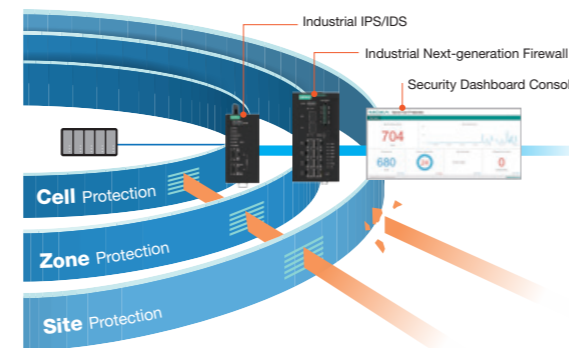 Industrial IPS/IDS
Industrial Next-generation Firewall
Security Dashboard Consol
704
680
24
0
Cell Protection
Zone Protection
Site Protection